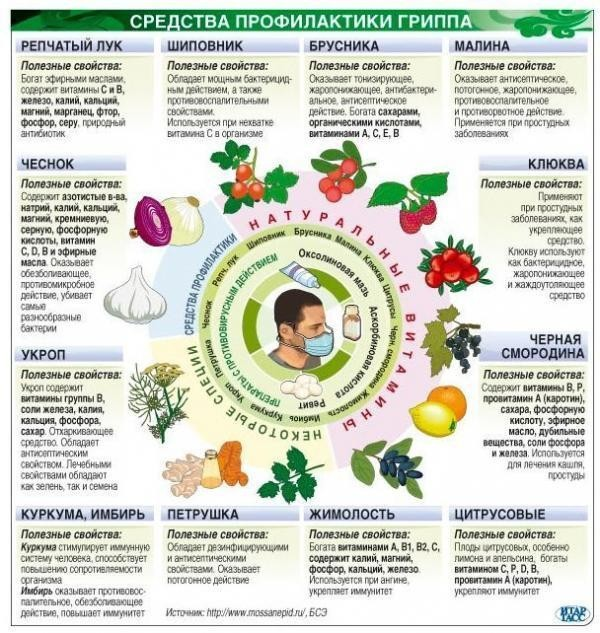 СРЕДСТВА ПРОФИЛАКТИКИ ГРИППА
РЕПЧАТЫЙ ЛУК
Полезные свойства:
Богат эфирными маслами,
содержит витамины С и В,
железо, калий, кальций,
магний, марганец, фтор,
фосфор, серу, природный
антибиотик
ШИПОВНИК
Полезные свойства:
Обладает мощным бактерицид-
ным действием, а также
противовоспалительными
свойствами.
Используется при нехватке
витамина С в организме
БРУСНИКА
Полезные свойства:
Оказывает тонизирующее,
жаропонижающее, антибактери-
альное, антисептическое
действие. Богата сахарами,
органическими кислотами,
витаминами А, С, Е, В
МАЛИНА
Полезные свойства:
Оказывает антисептическое,
потогонное, жаропонижающее,
противовоспалительное
и противорвотное действие.
Применяется при простудных
заболеваниях
ЧЕСНОК
Полезные свойства:
Содержит азотистые в-ва,
натрий, калий, кальций,
магний, кремниевую,
серную, фосфорную
кислоты, витамин
С, D, В и эфирные
масла. Оказывает
обезболивающее,
противомикробное
действие, убивает
самые
разнообразные
бактерии
КЛЮКВА
Полезные свойства:
Применяют
при простудных
заболеваниях, как
укрепляющее
средство.
Клюкву используют
как бактерицидное,
жаропонижающее
и жаждоутоляющее
средство
НАТУРАЛЬНЫЕ ВИТАМИНЫ
СРЕДСТВА ПРОФИЛАКТИКИ
НЕКОТОРЫЕ СПЕЦИИ
Чеснок Репч. лук Шиповник Брусника Малина Клюква Цитрусы Черн. смородина Жимолость Имбирь Куркума Укроп Петрушка
ПРЕПАРАТЫ С ПРОТИВОВИРУСНЫМ ДЕЙСТВИЕМ
Оксолиновая мазь
Аскорбиновая кислота
Ревит
УКРОП
Полезные свойства:
Укроп содержит
витамины группы В,
соли железа, калия,
кальция, фосфора,
сахар. Отхаркивающее
средство. Обладает
антисептическим
свойством. Лечебными
свойствами обладают
как зелень, так и семена
ЧЕРНАЯ
СМОРОДИНА
Полезные свойства:
Содержит витамины В, Р,
провитамин А (каротин),
сахара, фосфорную
кислоту, эфирное
масло, дубильные
вещества, соли фосфора
и железа. Используется
для лечения кашля,
простуды
КУРКУМА, ИМБИРЬ
Полезные свойства:
Куркума стимулирует иммунную
систему человека, способствует
повышению сопротивляемости
организма
Имбирь оказывает противовос-
палительное, обезболивающее
действие, повышает иммунитет
ПЕТРУШКА
Полезные свойства:
Обладает дезинфицирующими
и антисептическими
свойствами. Оказывает
потогонное действие
ЖИМОЛОСТЬ
Полезные свойства:
Богата витаминами А, В1, В2, С,
содержит калий, магний,
фосфор, кальций, железо.
Используется при ангине,
укрепляет иммунитет
ЦИТРУСОВЫЕ
Полезные свойства:
Плоды цитрусовых, особенно
лимона и апельсина, богаты
витамином С, Р, D, В,
провитамин А (каротин),
укрепляют иммунитет
Источник: http://www.mossanepid.ru/, БСЭ
ИТАР
ТАСС